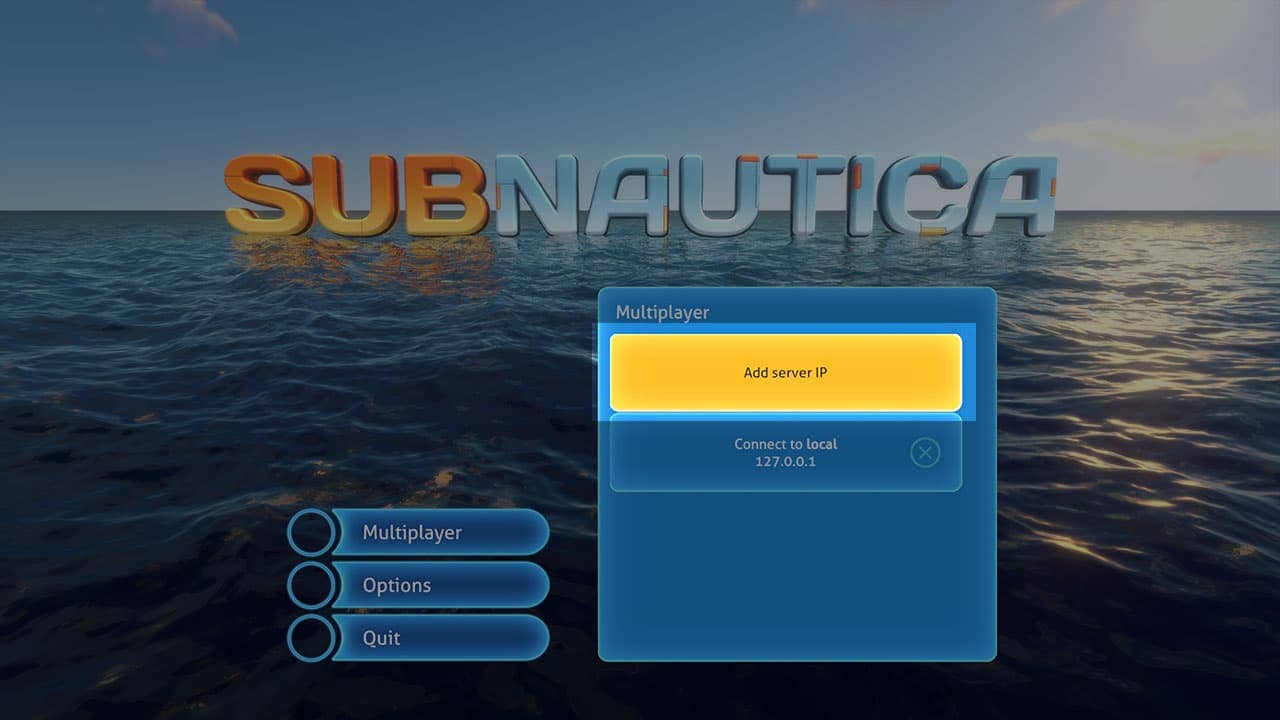 SUBNAUTICA
Multiplayer
Add server IP
Connect to local
127.0.0.1
Multiplayer
Options
Quit